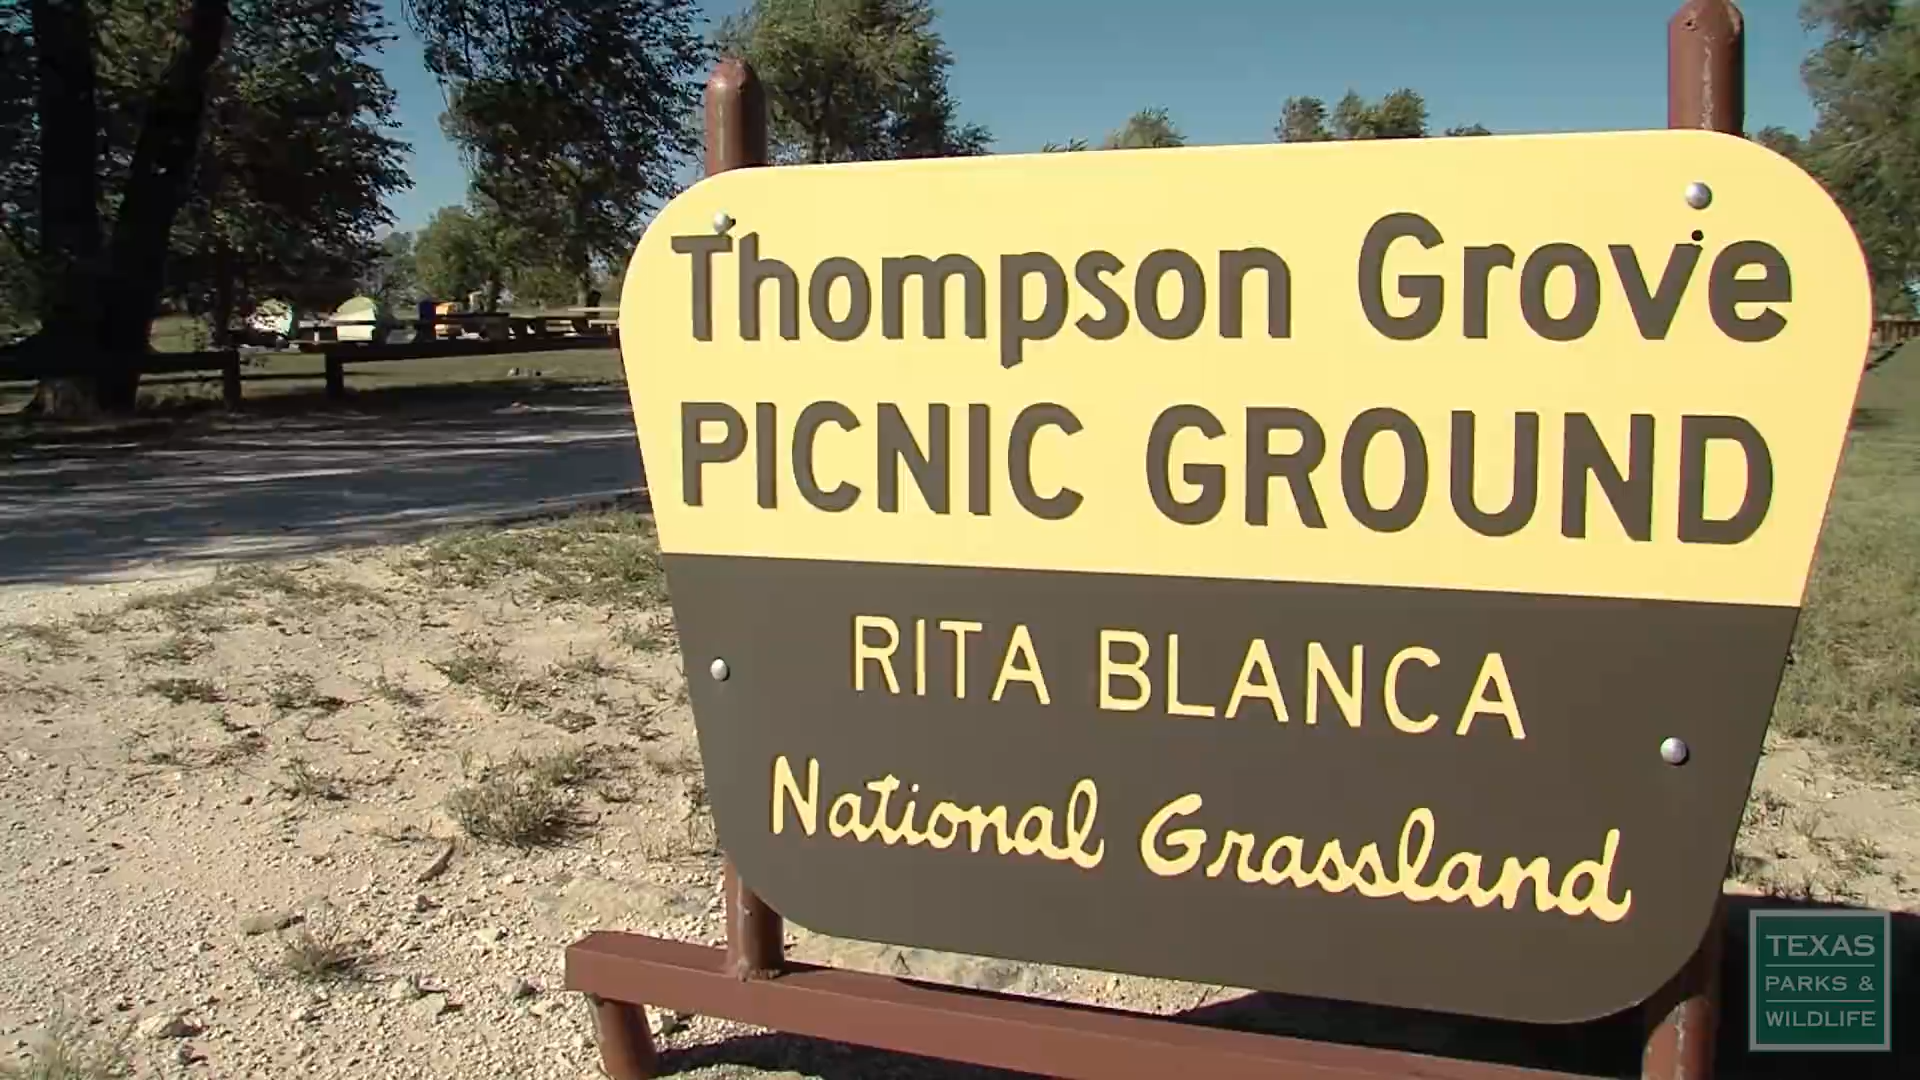 Thompson Grove
PICNIC GROUND
RITA BLANCA
National Grassland
TEXAS
PARKS &
WILDLIFE